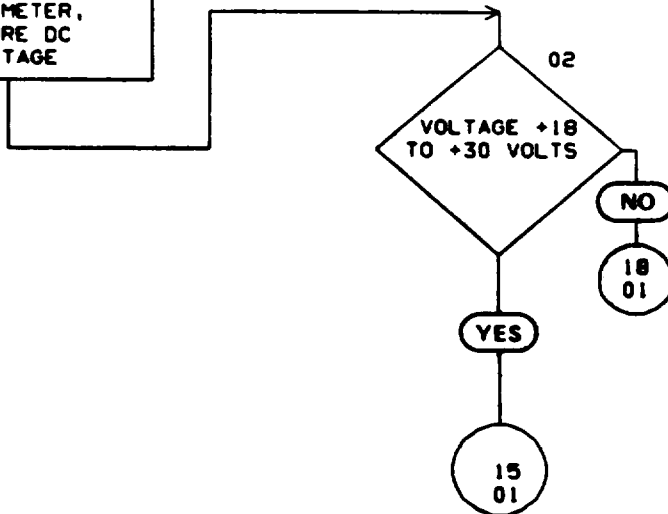 METER,
RE DC
TAGE
02
VOLTAGE +18
TO +30 VOLTS
NO
18
01
YES
15
01